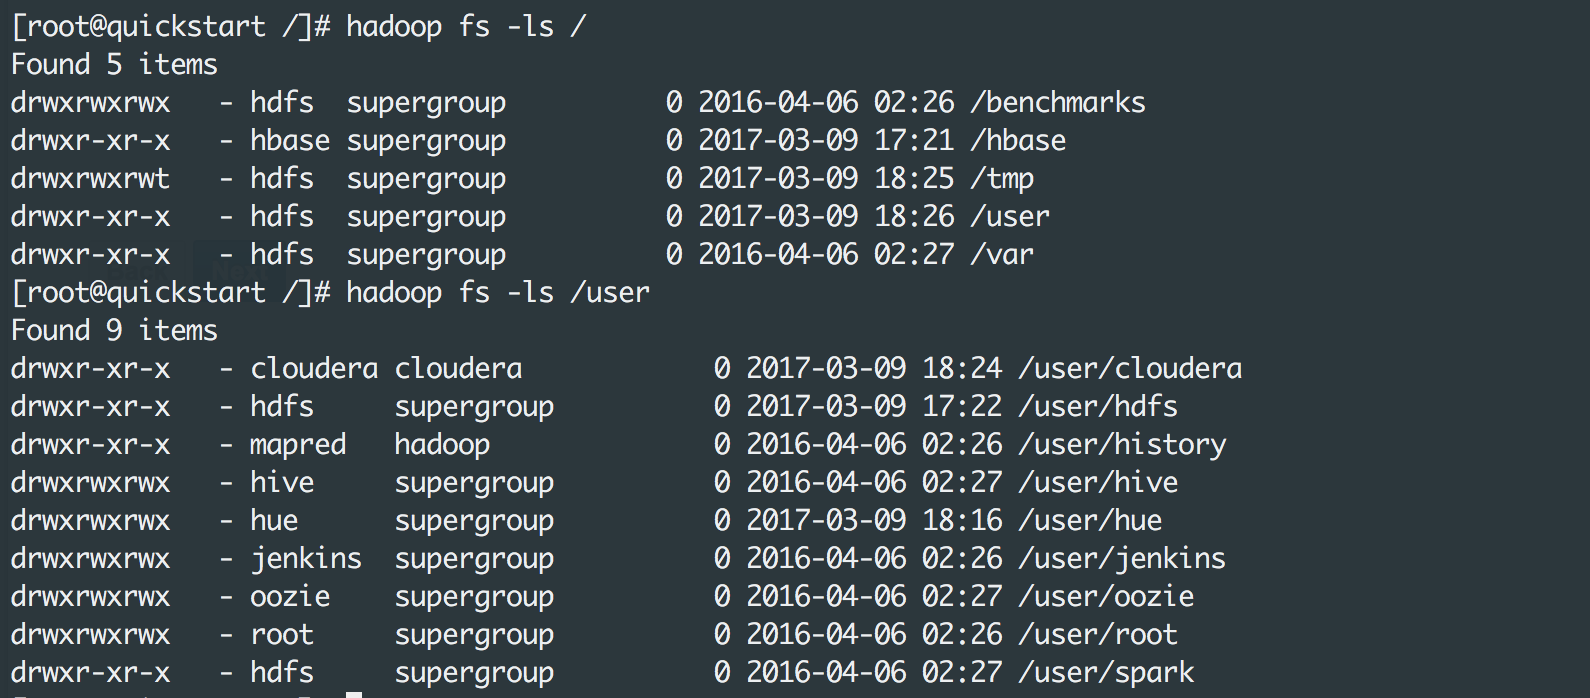 [root@quickstart /]# hadoop fs -ls /
Found 5 items
drwxrwxrwx   - hdfs  supergroup          0 2016-04-06 02:26 /benchmarks
drwxr-xr-x   - hbase supergroup          0 2017-03-09 17:21 /hbase
drwxrwxrwt   - hdfs  supergroup          0 2017-03-09 18:25 /tmp
drwxr-xr-x   - hdfs  supergroup          0 2017-03-09 18:26 /user
drwxr-xr-x   - hdfs  supergroup          0 2016-04-06 02:27 /var
[root@quickstart /]# hadoop fs -ls /user
Found 9 items
drwxr-xr-x   - cloudera cloudera            0 2017-03-09 18:24 /user/cloudera
drwxr-xr-x   - hdfs     supergroup          0 2017-03-09 17:22 /user/hdfs
drwxr-xr-x   - mapred   hadoop              0 2016-04-06 02:26 /user/history
drwxrwxrwx   - hive     supergroup          0 2016-04-06 02:27 /user/hive
drwxrwxrwx   - hue      supergroup          0 2017-03-09 18:16 /user/hue
drwxrwxrwx   - jenkins  supergroup          0 2016-04-06 02:26 /user/jenkins
drwxrwxrwx   - oozie    supergroup          0 2016-04-06 02:27 /user/oozie
drwxrwxrwx   - root     supergroup          0 2016-04-06 02:26 /user/root
drwxr-xr-x   - hdfs     supergroup          0 2016-04-06 02:27 /user/spark